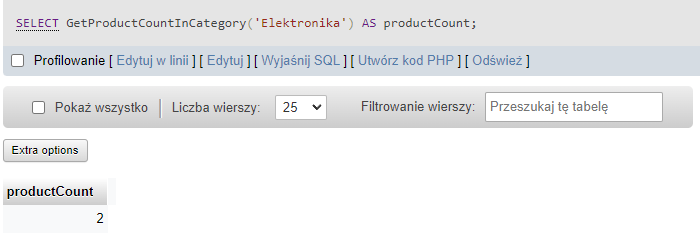 SELECT GetProductCountInCategory('Elektronika') AS productCount;
Profilowanie [ Edytuj w linii ] [ Edytuj ] [ Wyjaśnij SQL ] [ Utwórz kod PHP ] [ Odśwież ]
Pokaż wszystko | Liczba wierszy: 25 Filtrowanie wierszy: Przeszukaj tę tabelę
Extra options
productCount
2